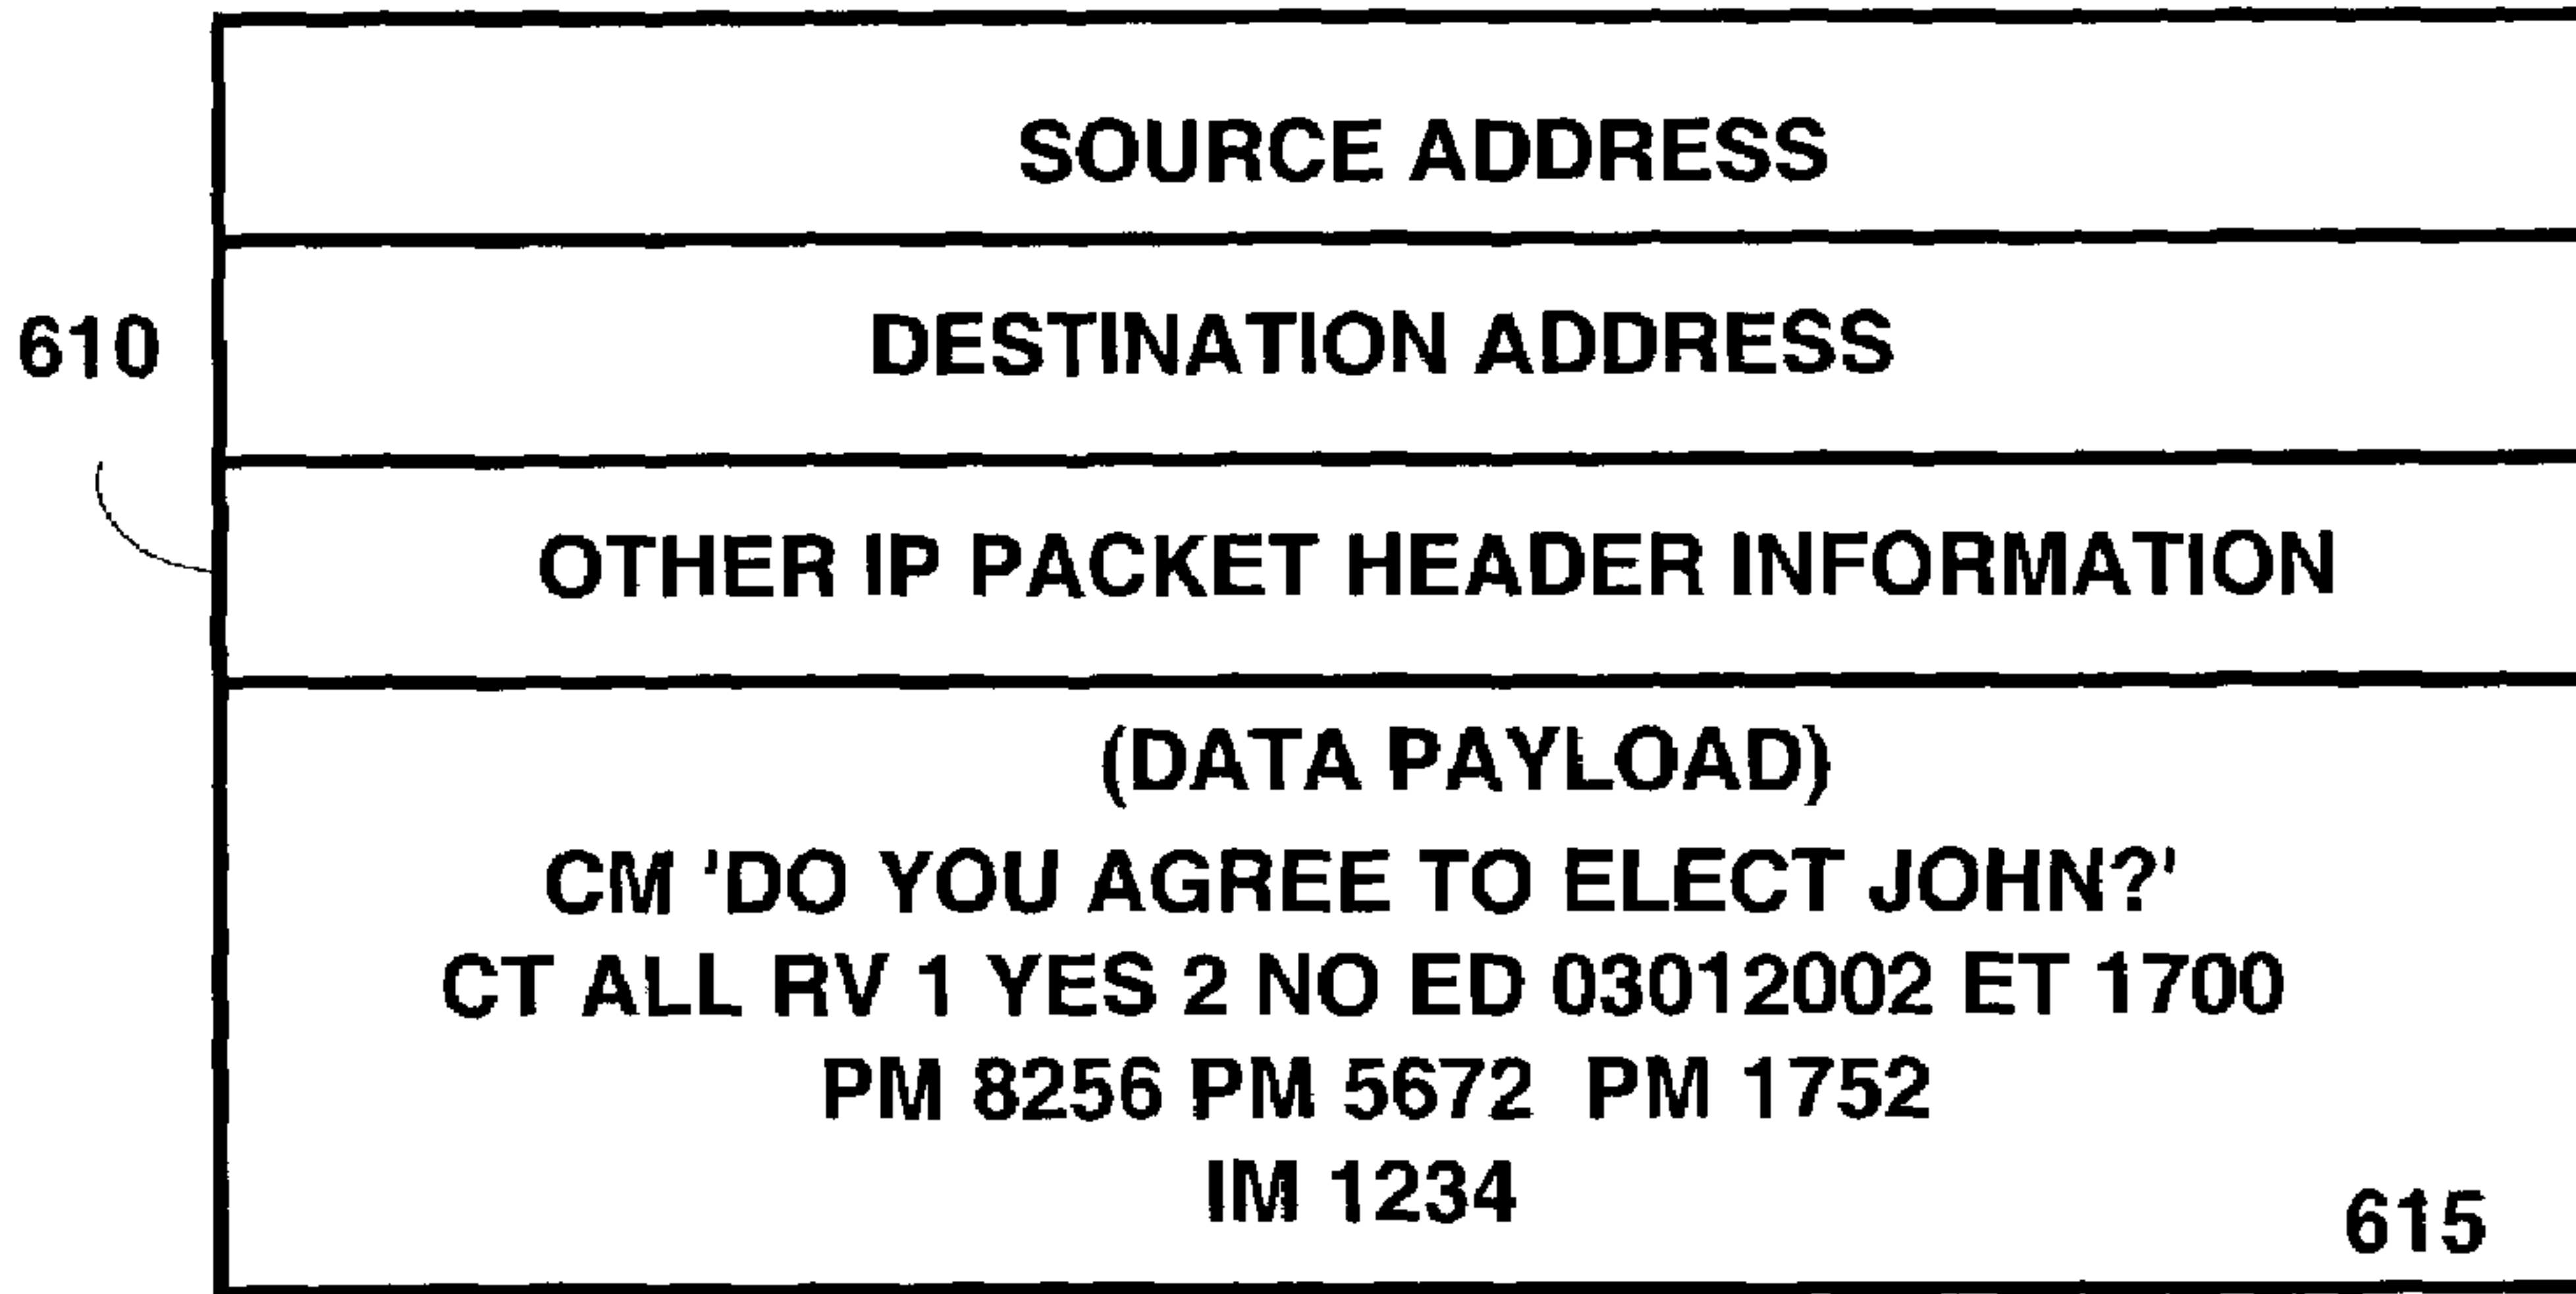 SOURCE ADDRESS
610
DESTINATION ADDRESS
OTHER IP PACKET HEADER INFORMATION
(DATA PAYLOAD)
CM 'DO YOU AGREE TO ELECT JOHN?'
CT ALL RV 1 YES 2 NO ED 03012002 ET 1700
PM 8256 PM 5672 PM 1752
IM 1234
615